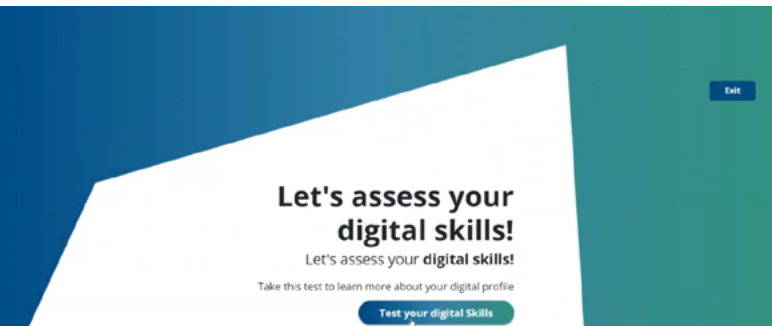 Exit
Let's assess your
digital skills!
Let's assess your digital skills!
Take this test to learn more about your digital profile
Test your digital Skills